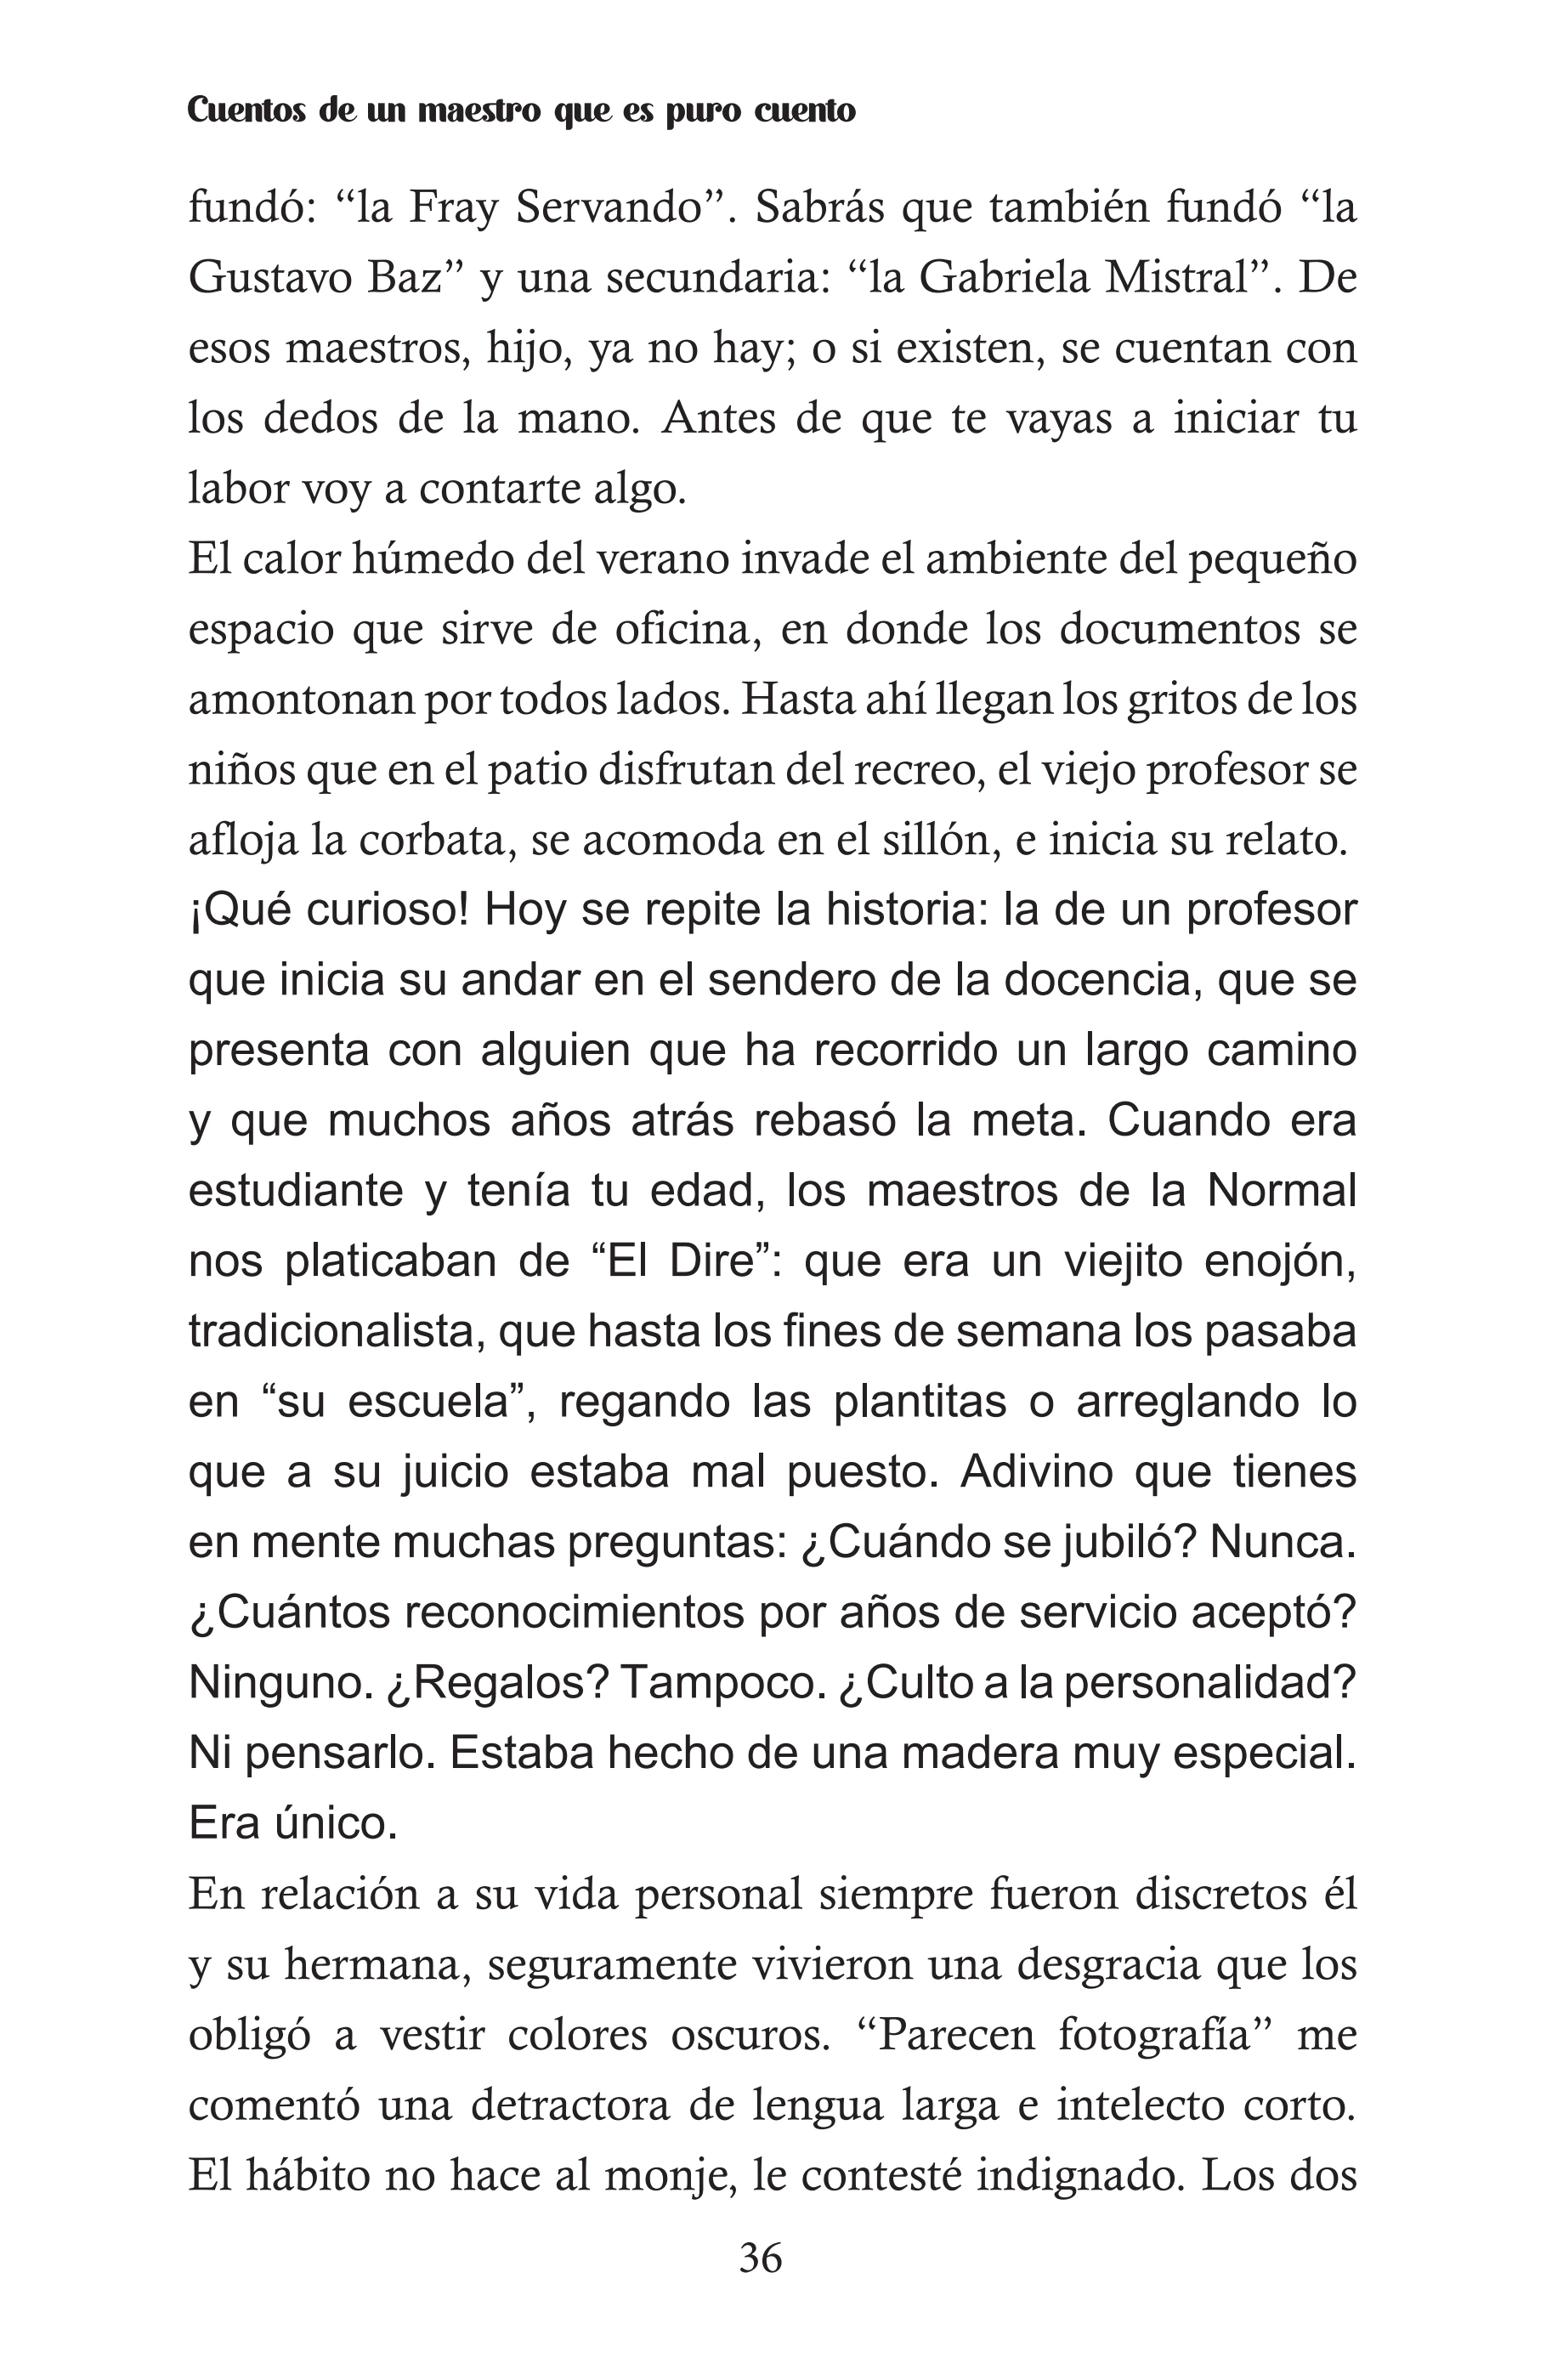 Cuentos de un maestro que es puro cuento
fundó: “la Fray Servando”. Sabrás que también fundó “la
Gustavo Baz” y una secundaria: “la Gabriela Mistral”. De
esos maestros, hijo, ya no hay; o si existen, se cuentan con
los dedos de la mano. Antes de que te vayas a iniciar tu
labor voy a contarte algo.
El calor húmedo del verano invade el ambiente del pequeño
espacio que sirve de oficina, en donde los documentos se
amontonan por todos lados. Hasta ahí llegan los gritos de los
niños que en el patio disfrutan del recreo, el viejo profesor se
afloja la corbata, se acomoda en el sillón, e inicia su relato.
¡Qué curioso! Hoy se repite la historia: la de un profesor
que inicia su andar en el sendero de la docencia, que se
presenta con alguien que ha recorrido un largo camino
y que muchos años atrás rebasó la meta. Cuando era
estudiante y tenía tu edad, los maestros de la Normal
nos platicaban de “El Dire”: que era un viejito enojón,
tradicionalista, que hasta los fines de semana los pasaba
en “su escuela”, regando las plantitas o arreglando lo
que a su juicio estaba mal puesto. Adivino que tienes
en mente muchas preguntas: ¿Cuándo se jubiló? Nunca.
¿Cuántos reconocimientos por años de servicio aceptó?
Ninguno. ¿Regalos? Tampoco. ¿Culto a la personalidad?
Ni pensarlo. Estaba hecho de una madera muy especial.
Era único.
En relación a su vida personal siempre fueron discretos él
y su hermana, seguramente vivieron una desgracia que los
obligó a vestir colores oscuros. “Parecen fotografía” me
comentó una detractora de lengua larga e intelecto corto.
El hábito no hace al monje, le contesté indignado. Los dos
36